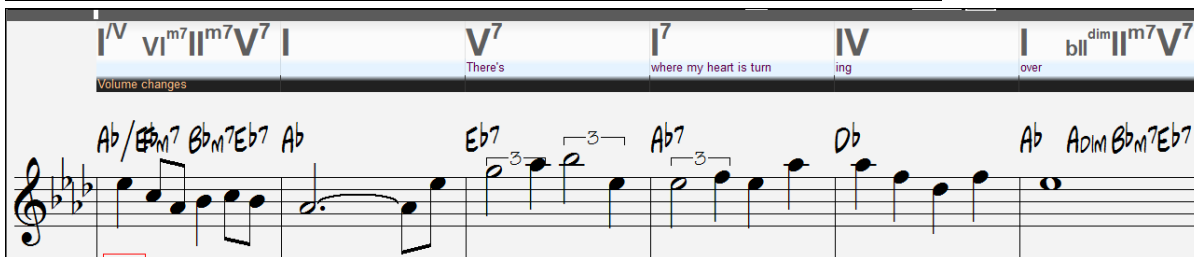 I/V VIm7 IIm7 V7 I V7 I7 IV I bIIdim IIm7 V7
There's where my heart is turn ing over
Volume changes
Ab/Eb Fm7 Bbm7 Eb7 Ab Eb7 Ab7 Db Ab Adim Bbm7 Eb7
3 3 3